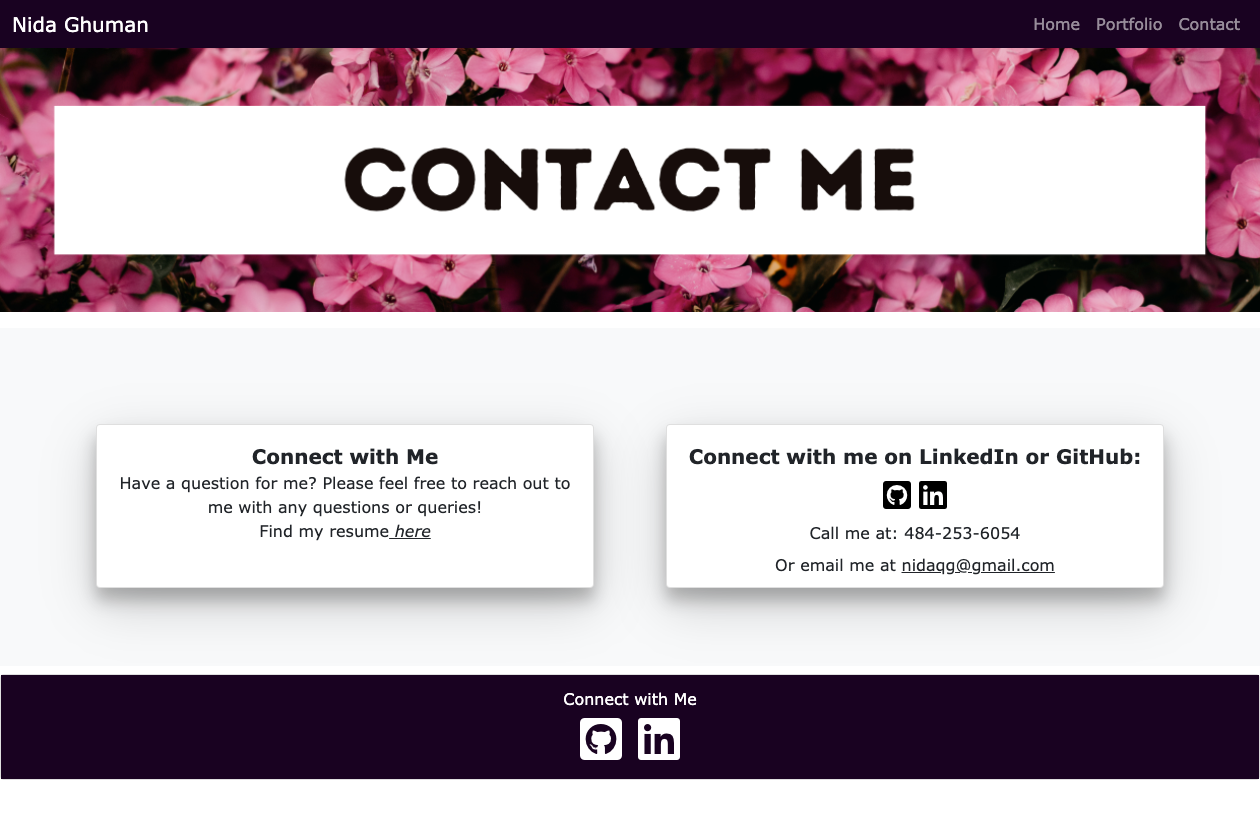 Nida Ghuman
Home Portfolio Contact
CONTACT ME
Connect with Me
Have a question for me? Please feel free to reach out to
me with any questions or queries!
Find my resume here
Connect with me on LinkedIn or GitHub:
in
Call me at: 484-253-6054
Or email me at nidaqg@gmail.com
Connect with Me
in